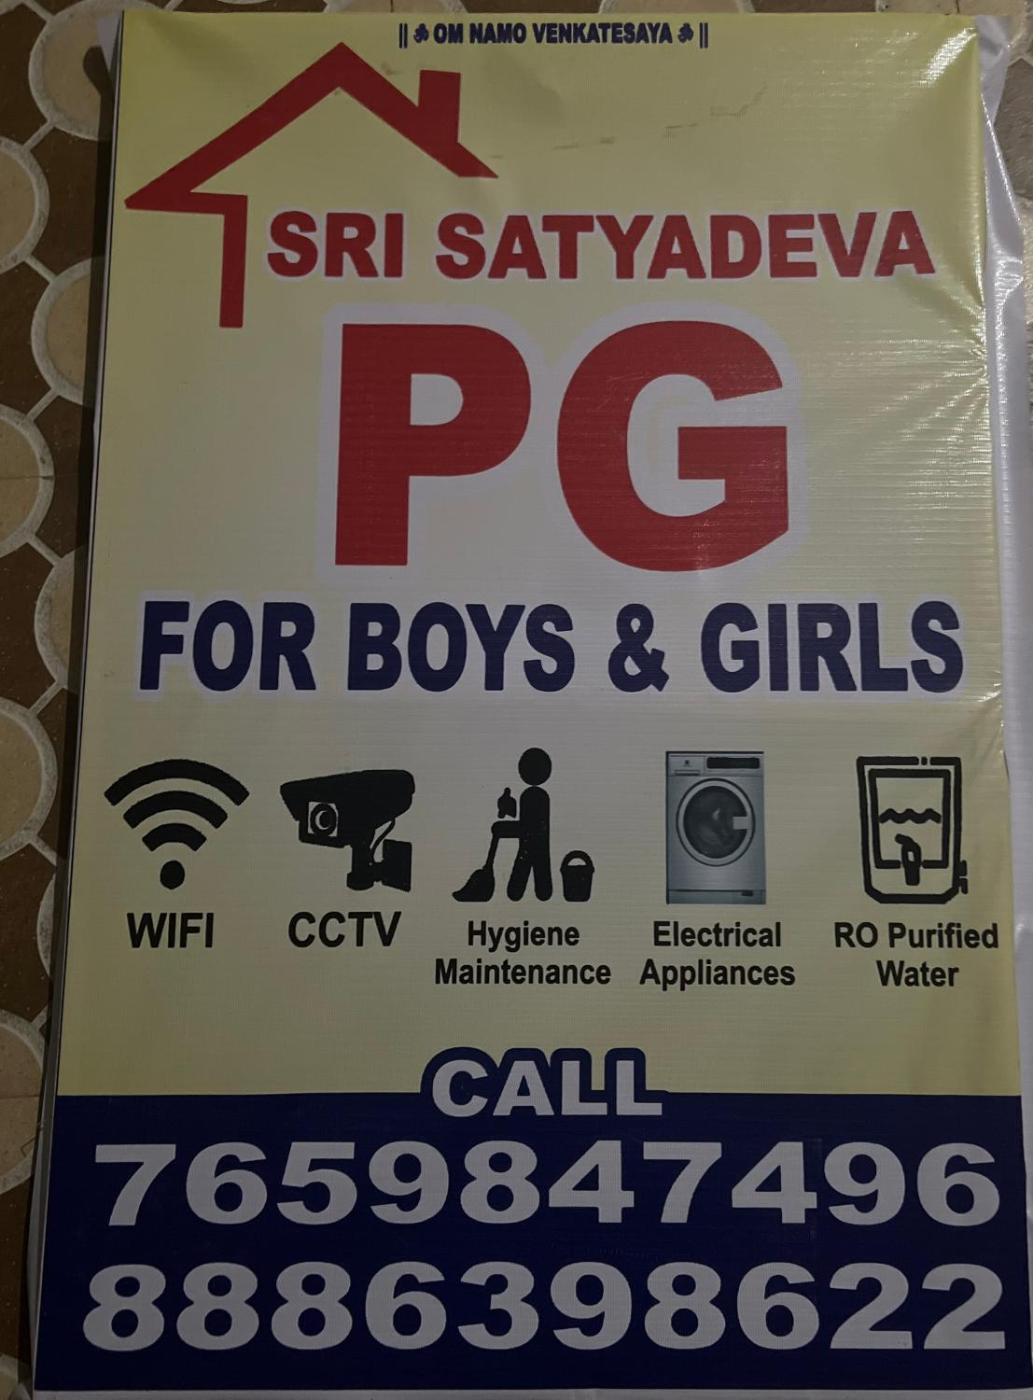 || OM NAMO VENKATESAYA ||
SRI SATYADEVA
PG
FOR BOYS & GIRLS
WIFI
CCTV
Hygiene
Maintenance
Electrical
Appliances
RO Purified
Water
CALL
7659847496
8886398622